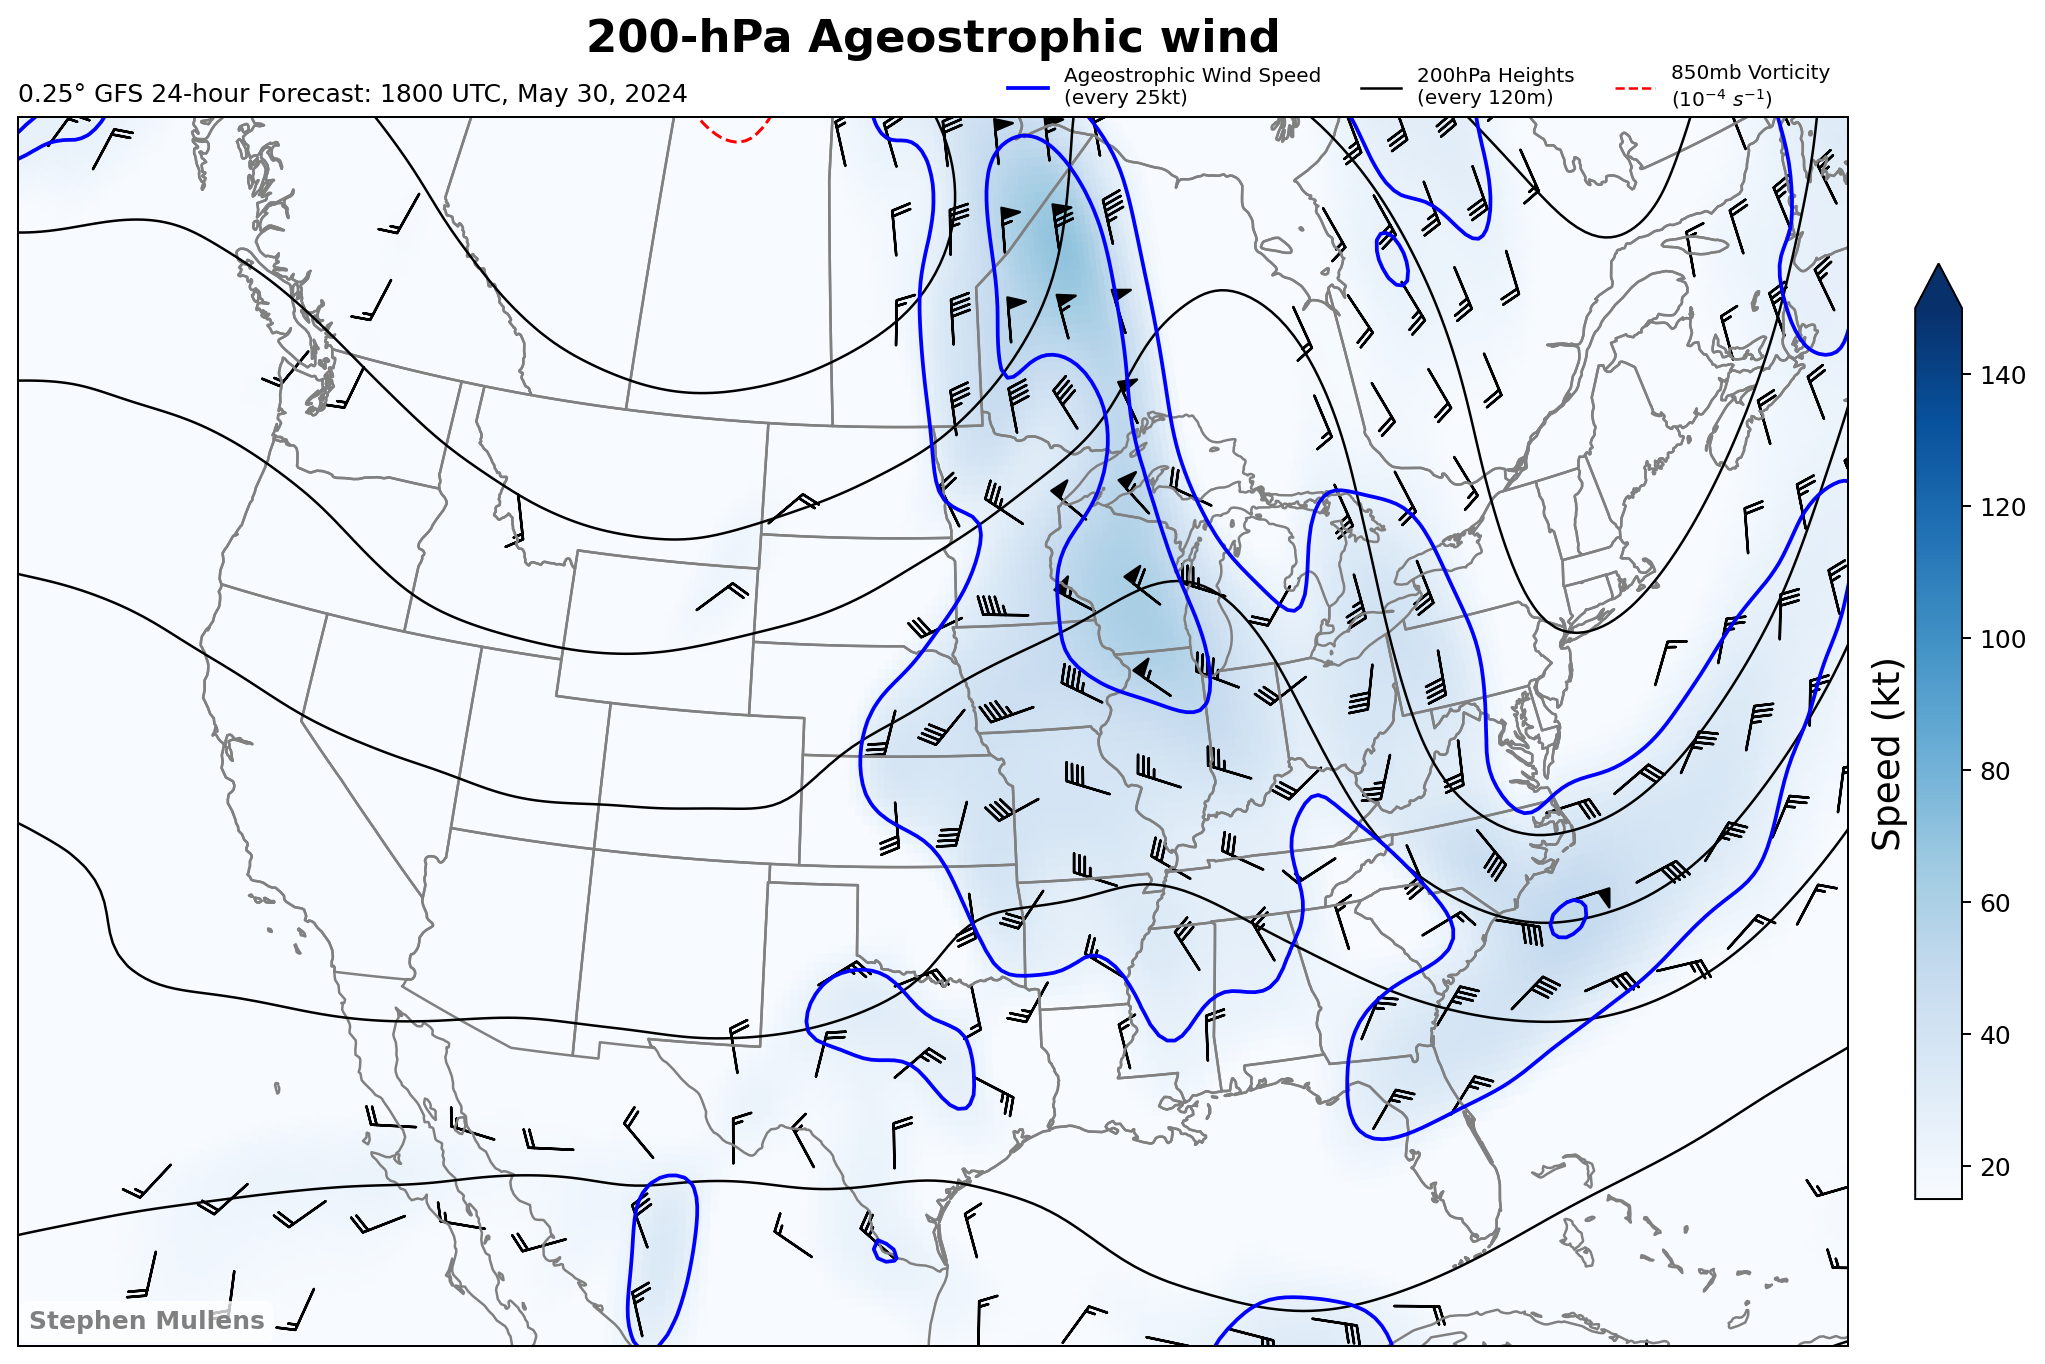 200-hPa Ageostrophic wind
0.25° GFS 24-hour Forecast: 1800 UTC, May 30, 2024
Ageostrophic Wind Speed
(every 25kt)
200hPa Heights
(every 120m)
850mb Vorticity
(10⁻⁴ s⁻¹)
140
120
100
80
60
40
20
Speed (kt)
Stephen Mullens